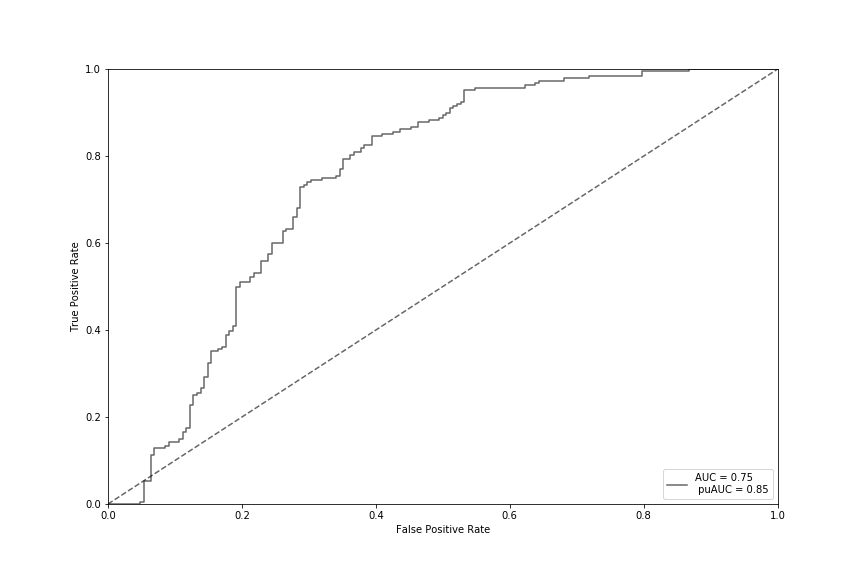 1.0
0.8
0.6
0.4
0.2
0.0
True Positive Rate
0.0 0.2 0.4 0.6 0.8 1.0
False Positive Rate
AUC = 0.75
puAUC = 0.85